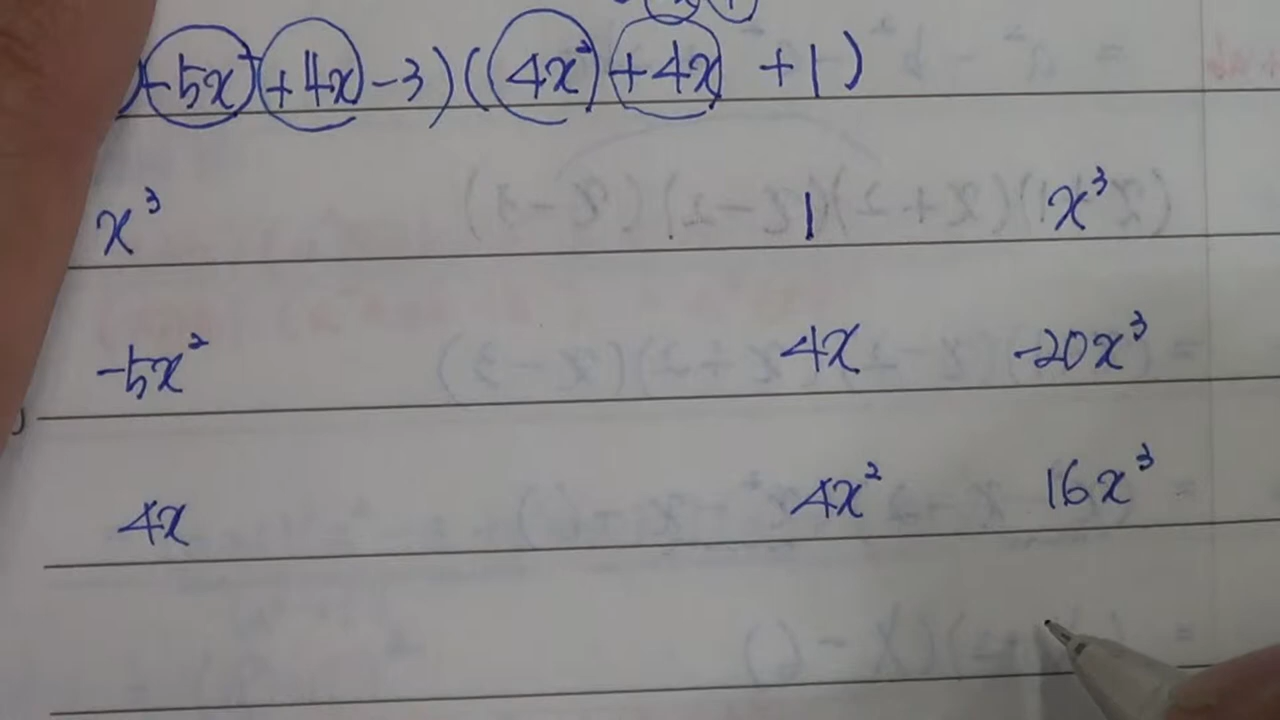 -5x² +4x -3) (4x² +4x +1)
x³ 1 x³
-5x² 4x -20x³
4x 4x² 16x³